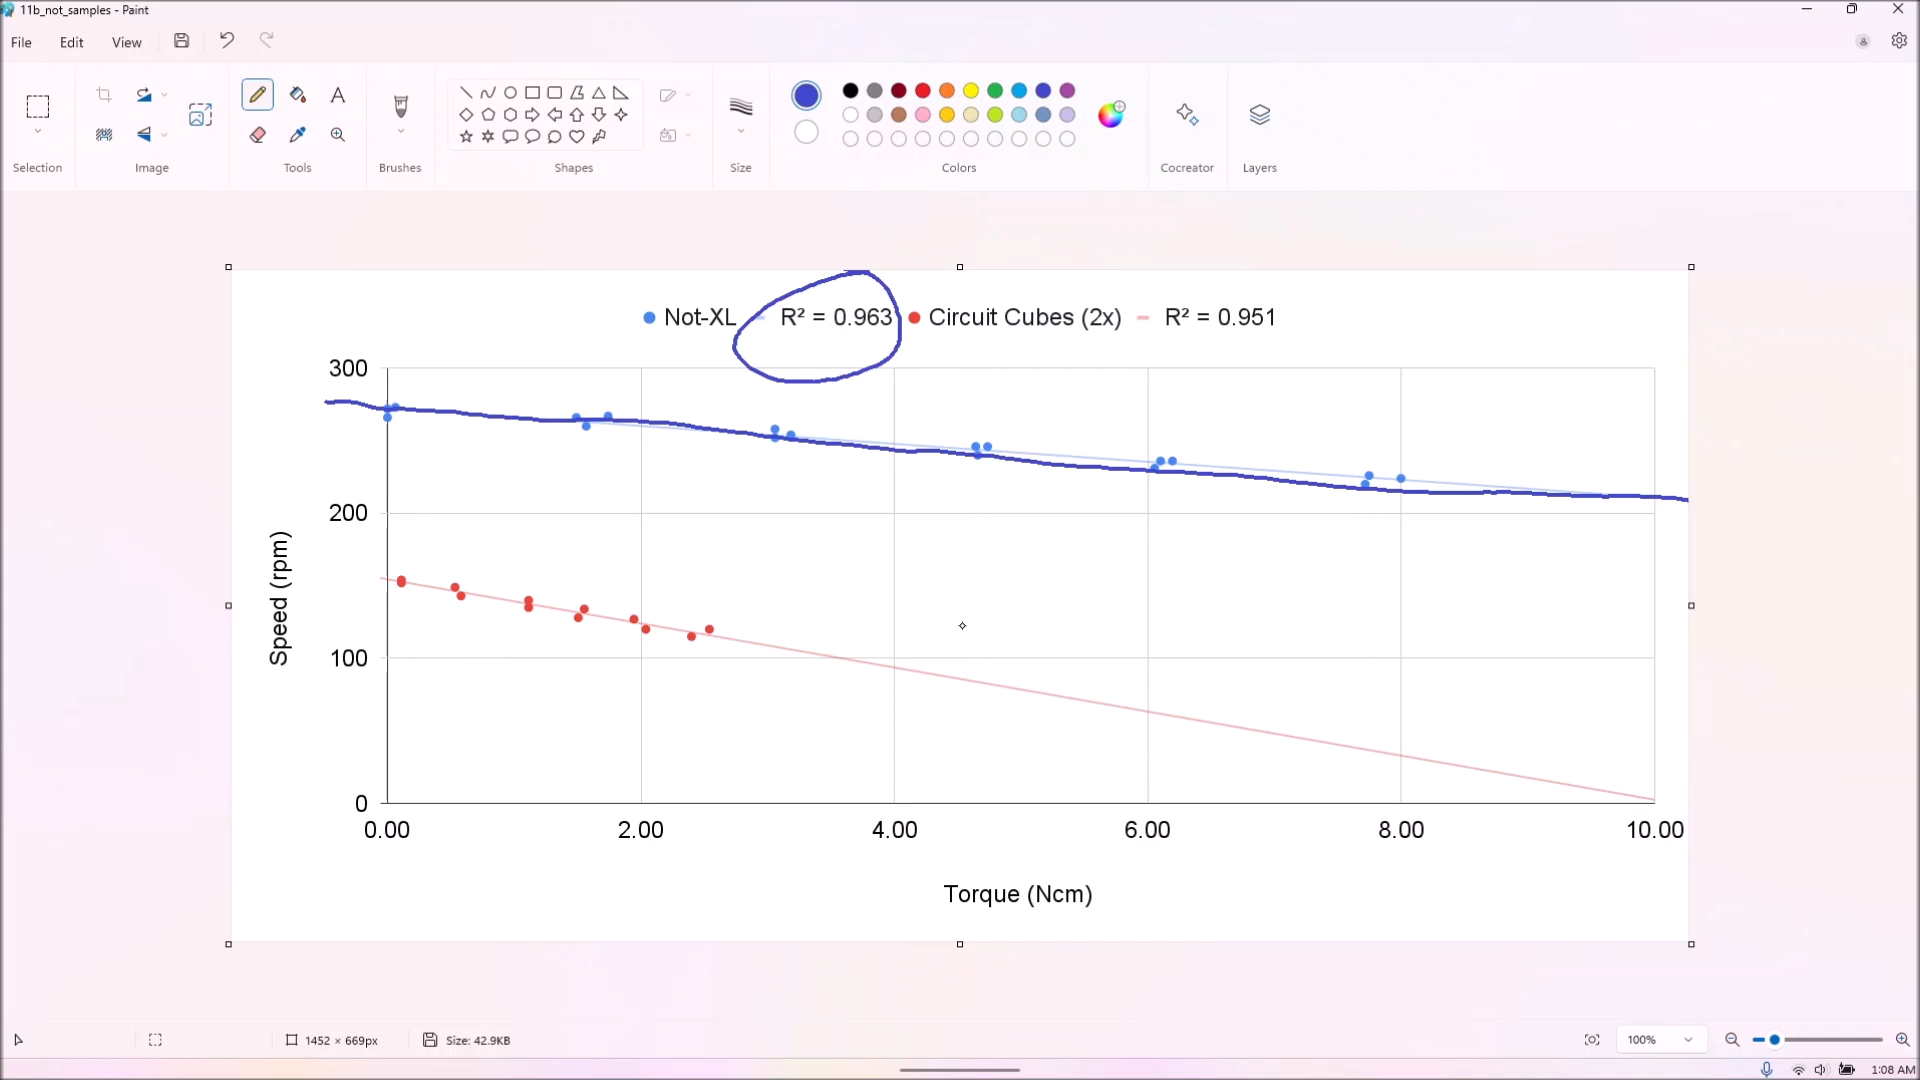 11b_not_samples - Paint
File Edit View
Selection Image Tools Brushes Shapes Size Colors Cocreator Layers
Not-XL R² = 0.963 Circuit Cubes (2x) R² = 0.951
300
200
100
0
Speed (rpm)
0.00 2.00 4.00 6.00 8.00 10.00
Torque (Ncm)
1452 × 669px Size: 42.9KB 100%
1:08 AM